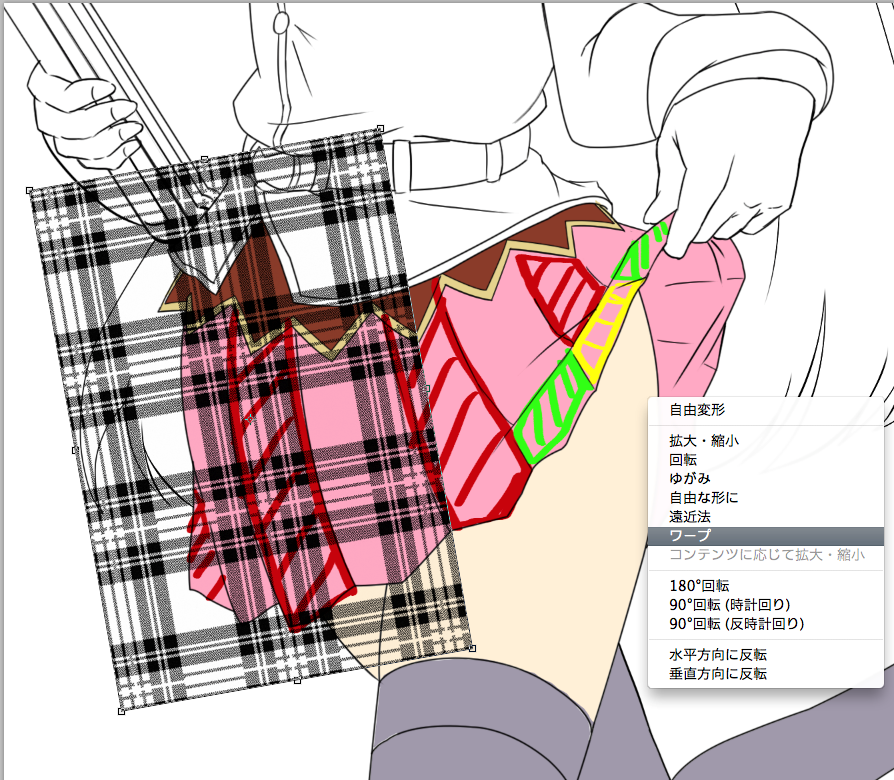 自由変形
拡大・縮小
回転
ゆがみ
自由な形に
遠近法
ワープ
コンテンツに応じて拡大・縮小
180°回転
90°回転 (時計回り)
90°回転 (反時計回り)
水平方向に反転
垂直方向に反転